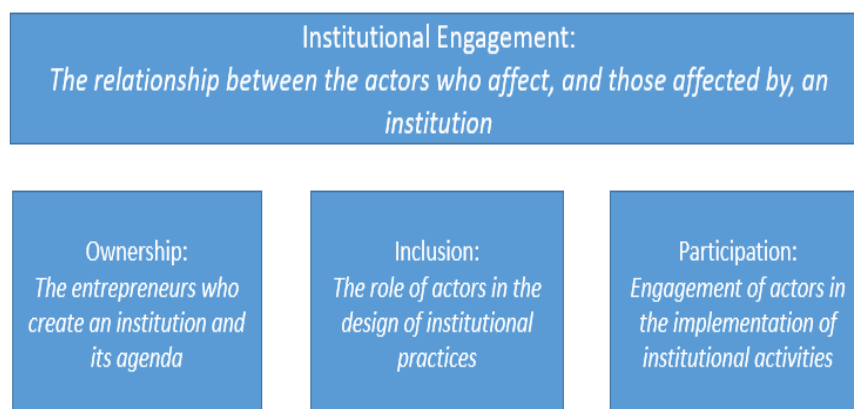 Institutional Engagement:
The relationship between the actors who affect, and those affected by, an
institution
Ownership:
The entrepreneurs who
create an institution and
its agenda
Inclusion:
The role of actors in the
design of institutional
practices
Participation:
Engagement of actors in
the implementation of
institutional activities